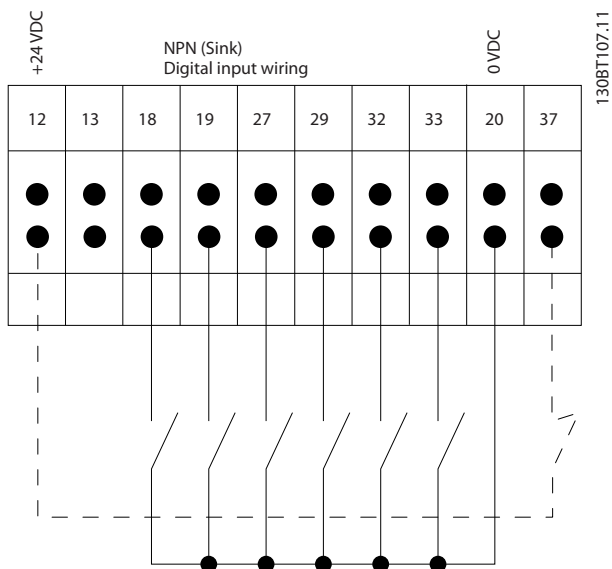 +24 VDC
NPN (Sink)
Digital input wiring
0 VDC
130BT107.11
12 13 18 19 27 29 32 33 20 37